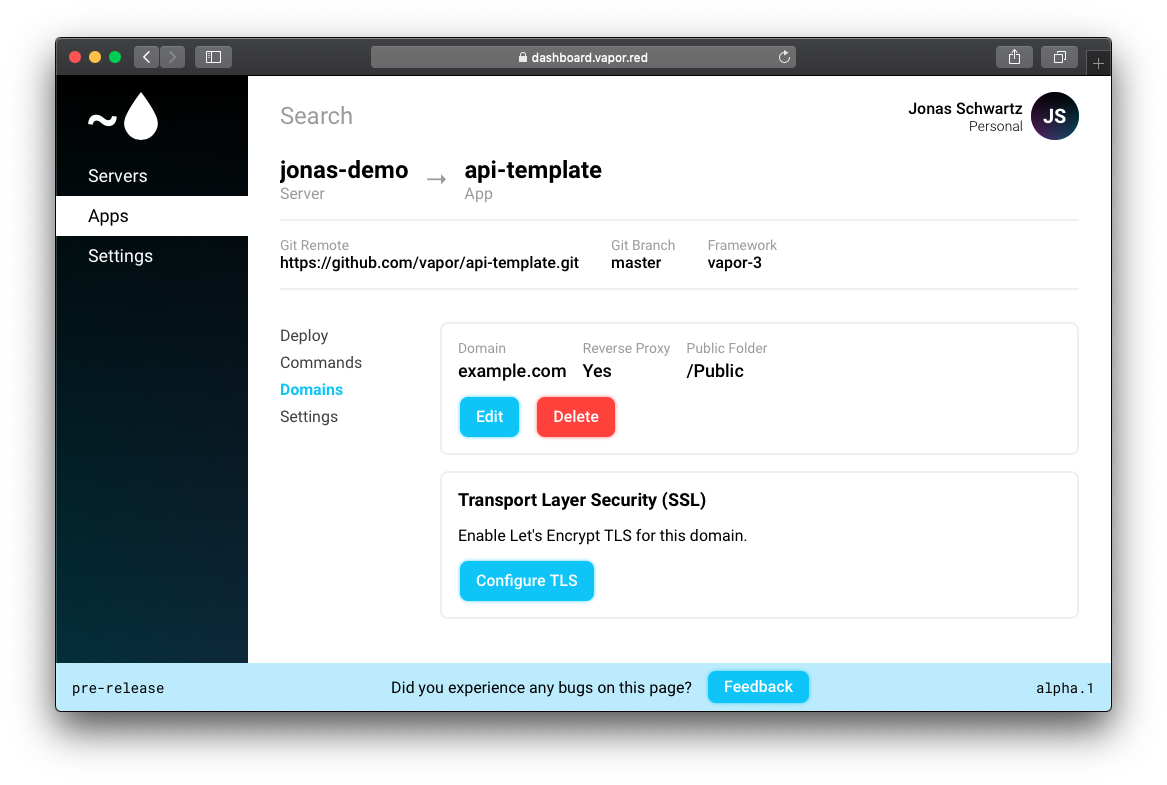 dashboard.vapor.red
Servers
Apps
Settings
Search
Jonas Schwartz
Personal
JS
jonas-demo → api-template
Server App
Git Remote Git Branch Framework
https://github.com/vapor/api-template.git master vapor-3
Deploy
Commands
Domains
Settings
Domain Reverse Proxy Public Folder
example.com Yes /Public
Edit Delete
Transport Layer Security (SSL)
Enable Let's Encrypt TLS for this domain.
Configure TLS
pre-release Did you experience any bugs on this page? Feedback alpha.1